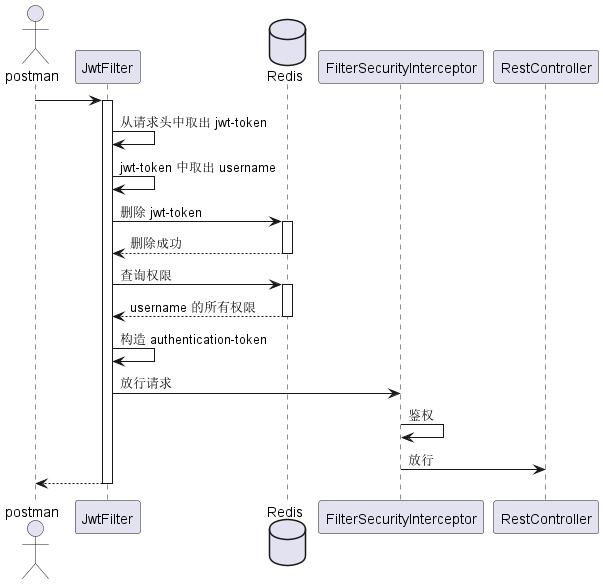 postman
JwtFilter
Redis
FilterSecurityInterceptor
RestController
从请求头中取出 jwt-token
jwt-token 中取出 username
删除 jwt-token
删除成功
查询权限
username 的所有权限
构造 authentication-token
放行请求
鉴权
放行
postman
JwtFilter
Redis
FilterSecurityInterceptor
RestController